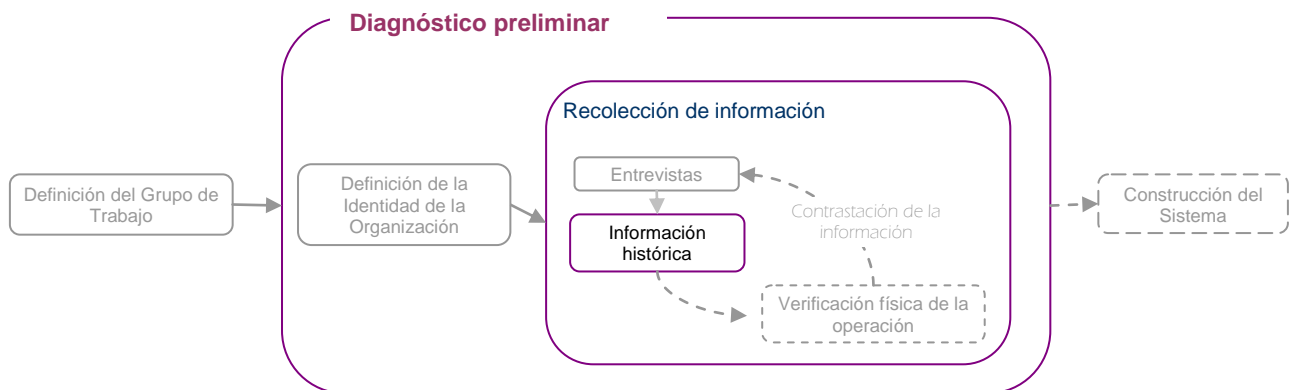 Diagnóstico preliminar
Recolección de información
Definición del Grupo de
Trabajo
Definición de la
Identidad de la
Organización
Entrevistas
Información
histórica
Contrastación de la
información
Verificación física de la
operación
Construcción del
Sistema